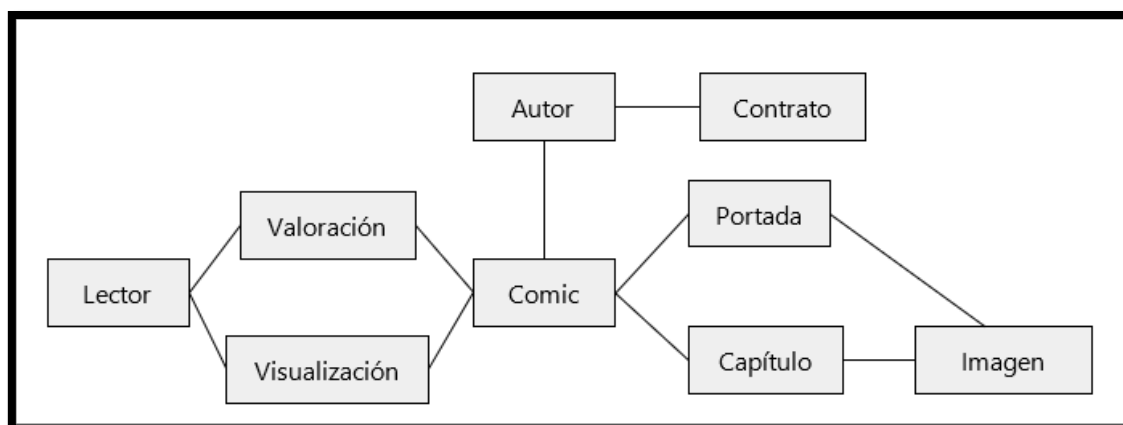 Autor
Contrato
Valoración
Portada
Lector
Comic
Visualización
Capítulo
Imagen